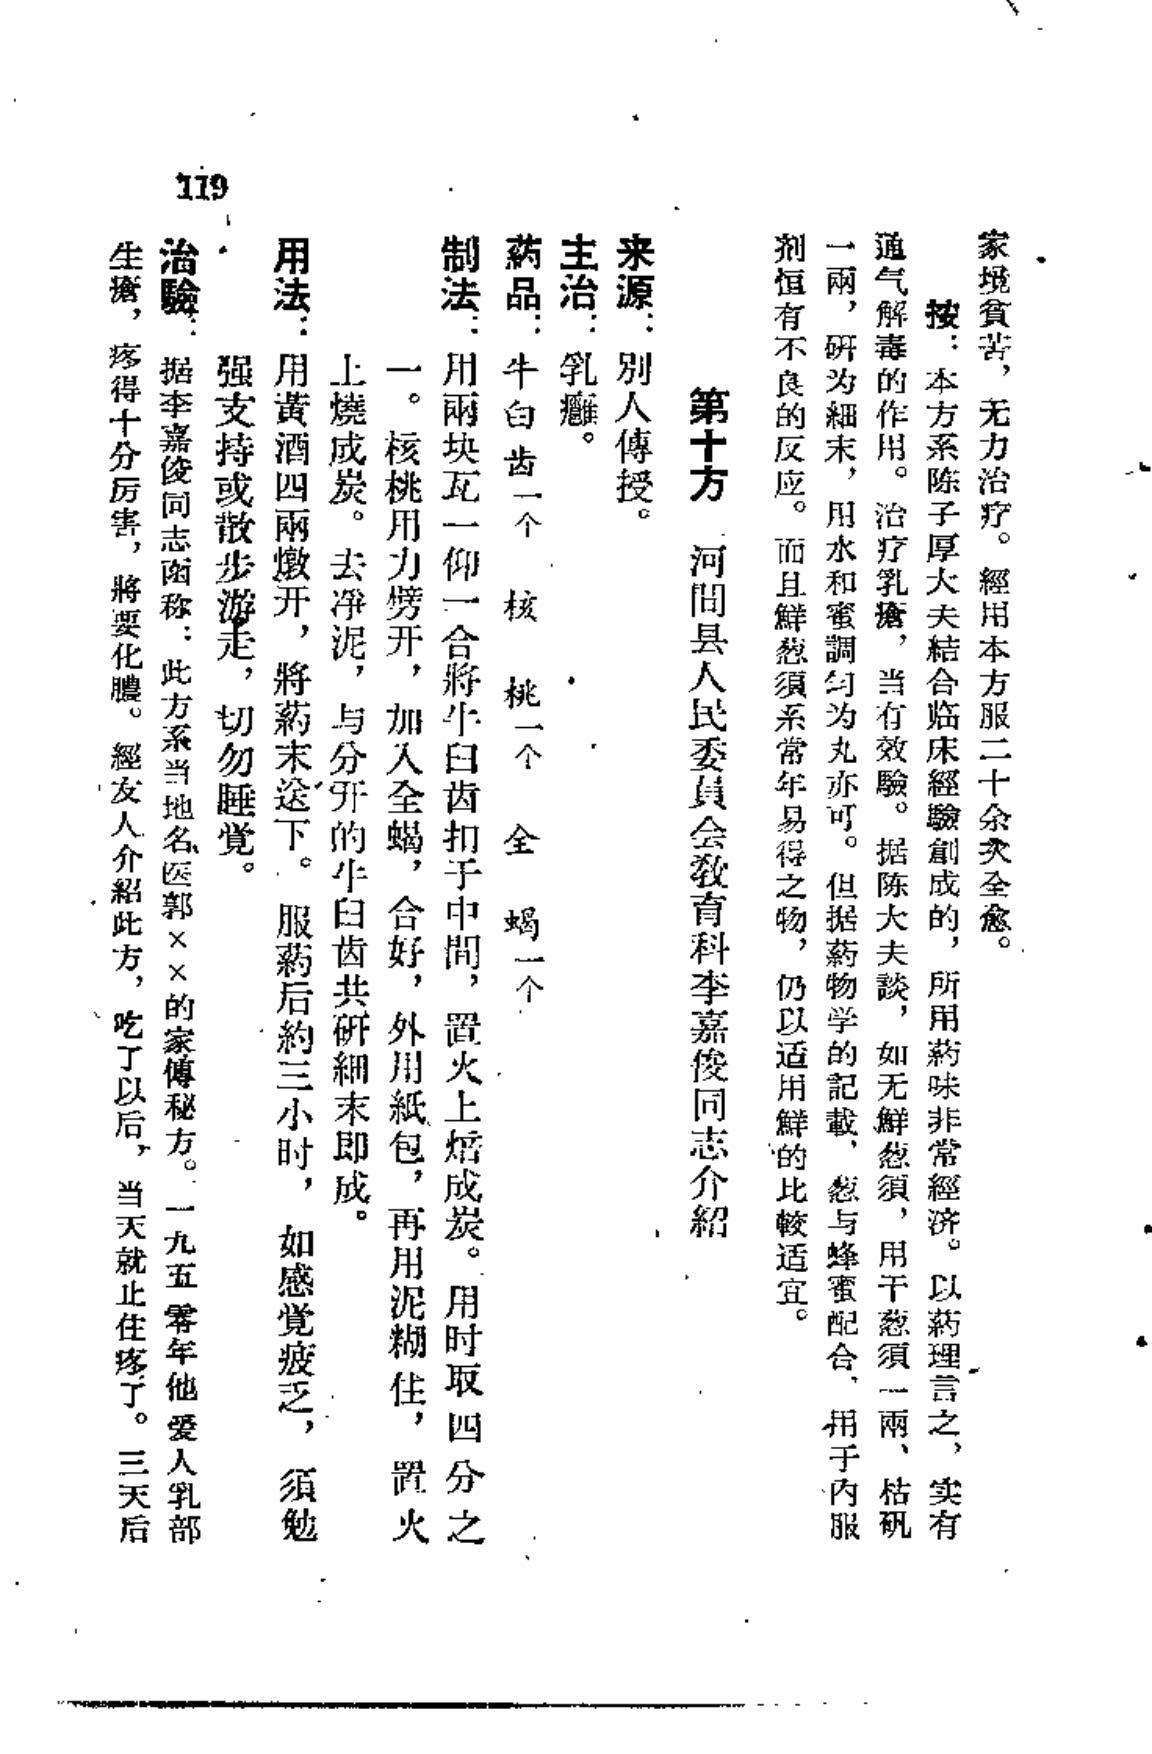 家境貧苦，无力治疗。經用本方服二十余次全愈。
按：本方系陈子厚大夫結合临床經驗創成的，所用葯味非常經济。以葯理言之，实有
通气解毒的作用。治疗乳瘡，当有效驗。据陈大夫談，如无鮮葱須，用干葱須一兩、枯矾
一兩，研为細末，用水和蜜調匀为丸亦可。但据葯物学的記載，葱与蜂蜜配合，用于內服
剂恒有不良的反应。而且鮮葱須系常年易得之物，仍以适用鮮的比較适宜。
第十方　河間县人民委員会教育科李嘉俊同志介紹
来源：別人傳授。
主治：乳癰。
葯品：牛臼齿一个　核桃一个　全蝎一个
制法：用兩块瓦一仰一合將牛臼齿扣于中間，置火上焙成炭。用时取四分之
一。核桃用力劈开，加入全蝎，合好，外用紙包，再用泥糊住，置火
上燒成炭。去净泥，与分开的牛臼齿共研細末即成。
用法：用黃酒四兩燉开，將葯末送下。服葯后約三小时，如感覚疲乏，須勉
强支持或散步游走，切勿睡覚。
治驗：据李嘉俊同志函称：此方系当地名医郭××的家傳秘方。一九五零年他爱人乳部
生瘡，疼得十分厉害，將要化膿。經友人介紹此方，吃了以后，当天就止住疼了。三天后
119